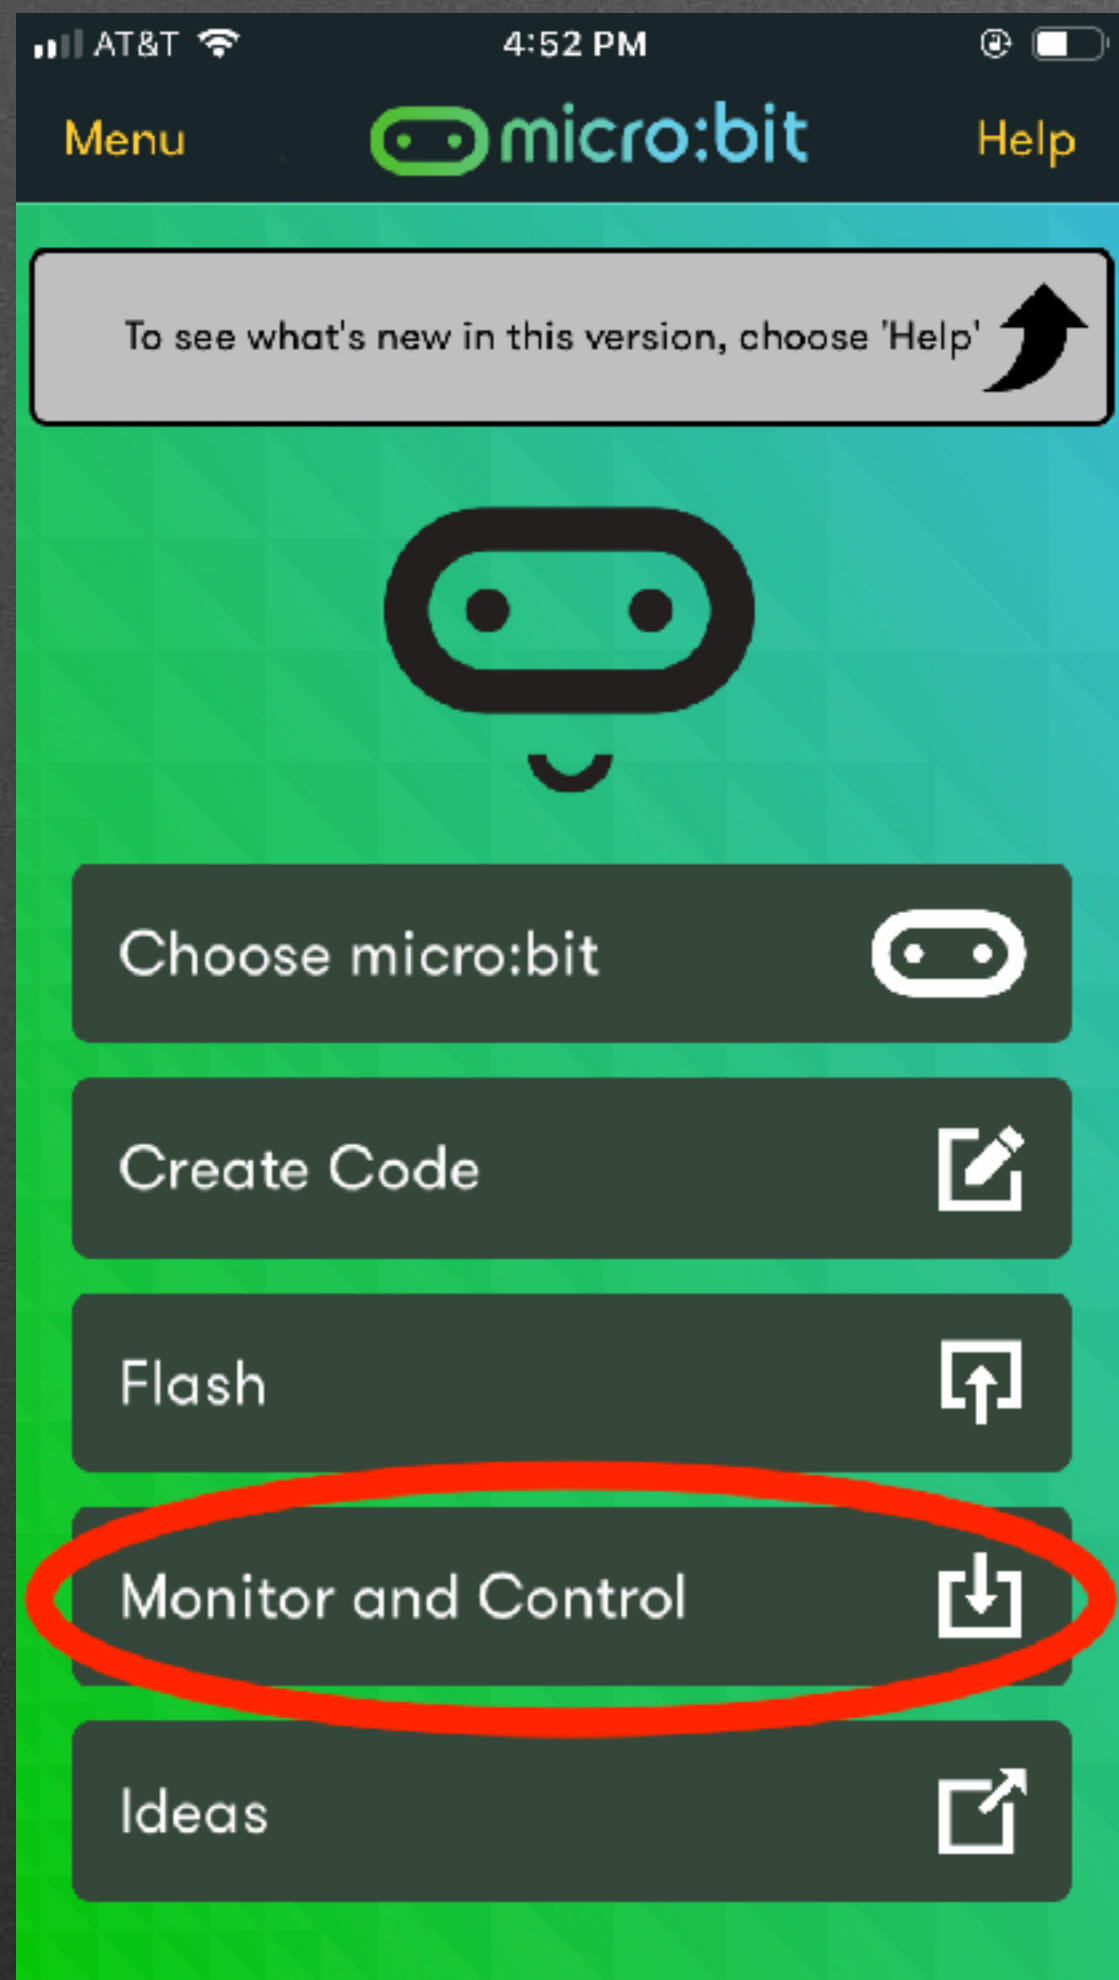 AT&T 4:52 PM
Menu micro:bit Help
To see what's new in this version, choose 'Help'
Choose micro:bit
Create Code
Flash
Monitor and Control
Ideas